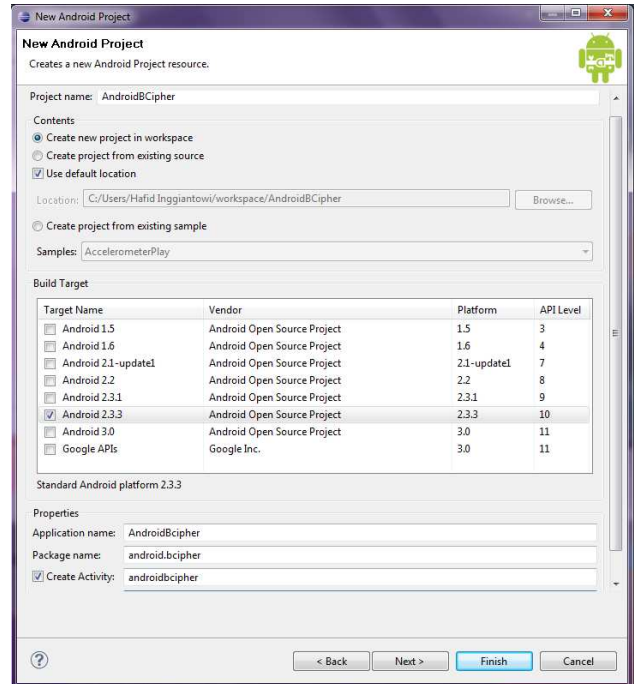 New Android Project
New Android Project
Creates a new Android Project resource.
Project name: AndroidBCipher
Contents
Create new project in workspace
Create project from existing source
Use default location
Location: C:/Users/Hafid Inggiantowi/workspace/AndroidBCipher Browse...
Create project from existing sample
Samples: AccelerometerPlay
Build Target
Target Name Vendor Platform API Level
Android 1.5 Android Open Source Project 1.5 3
Android 1.6 Android Open Source Project 1.6 4
Android 2.1-update1 Android Open Source Project 2.1-update1 7
Android 2.2 Android Open Source Project 2.2 8
Android 2.3.1 Android Open Source Project 2.3.1 9
Android 2.3.3 Android Open Source Project 2.3.3 10
Android 3.0 Android Open Source Project 3.0 11
Google APIs Google Inc. 3.0 11
Standard Android platform 2.3.3
Properties
Application name: AndroidBcipher
Package name: android.bcipher
Create Activity: androidbcipher
? < Back Next > Finish Cancel